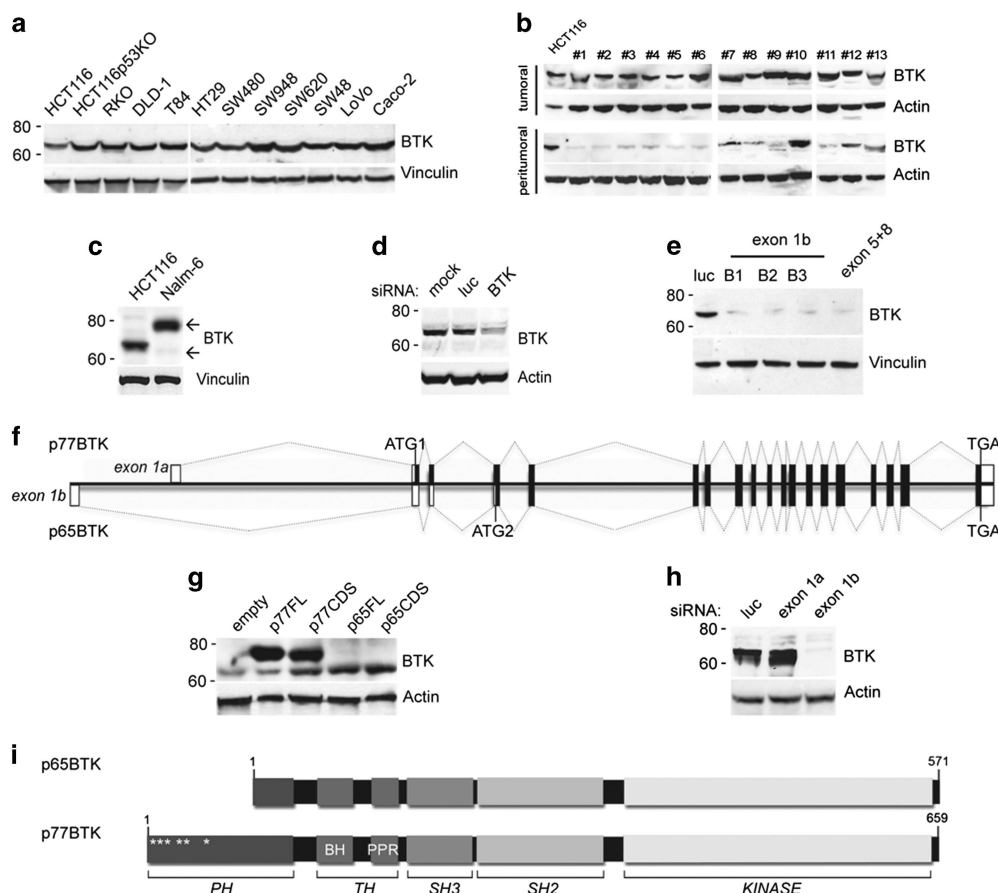 a
HCT116 HCT116p53KO RKO DLD-1 T84 HT29 SW480 SW948 SW620 SW48 LoVo Caco-2
80 -
60 -
BTK
Vinculin
b
HCT116 #1 #2 #3 #4 #5 #6 #7 #8 #9 #10 #11 #12 #13
tumoral
BTK
Actin
peritumoral
BTK
Actin
c
HCT116 Nalm-6
80 -
60 -
BTK
Vinculin
d
siRNA: mock luc BTK
80 -
60 -
BTK
Actin
e
exon 1b
luc B1 B2 B3 exon 5+8
80 -
60 -
BTK
Vinculin
f
p77BTK ATG1 TGA
exon 1a
exon 1b
p65BTK ATG2 TGA
g
empty p77FL p77CDS p65FL p65CDS
80 -
60 -
BTK
Actin
h
siRNA: luc exon 1a exon 1b
80 -
60 -
BTK
Actin
i
p65BTK
1 571
p77BTK
1 659
****** BH PPR
PH TH SH3 SH2 KINASE